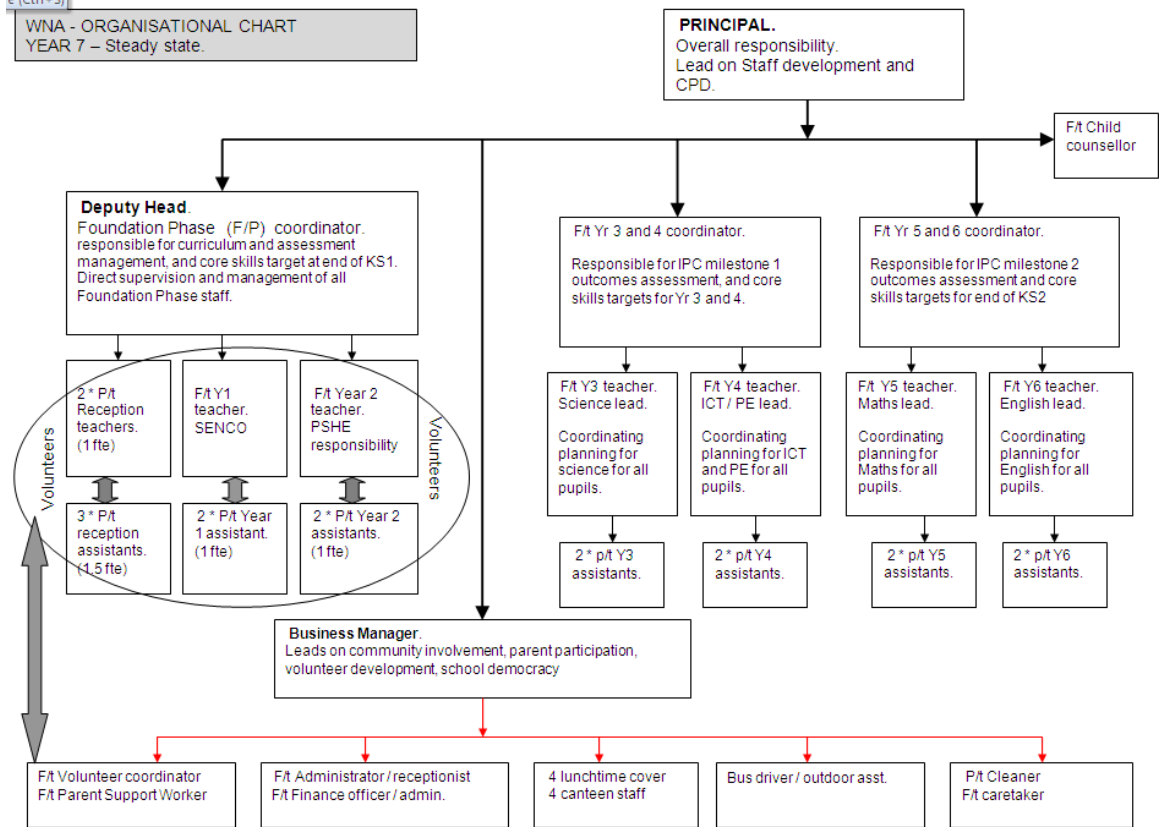 e (Ctrl+S)
WNA - ORGANISATIONAL CHART
YEAR 7 – Steady state.
PRINCIPAL.
Overall responsibility.
Lead on Staff development and
CPD.
F/t Child
counsellor
Deputy Head.
Foundation Phase (F/P) coordinator.
responsible for curriculum and assessment
management, and core skills target at end of KS1.
Direct supervision and management of all
Foundation Phase staff.
F/t Yr 3 and 4 coordinator.
Responsible for IPC milestone 1
outcomes assessment, and core
skills targets for Yr 3 and 4.
F/t Yr 5 and 6 coordinator.
Responsible for IPC milestone 2
outcomes assessment and core
skills targets for end of KS2
Volunteers
2 * P/t
Reception
teachers.
(1 fte)
F/t Y1
teacher.
SENCO
F/t Year 2
teacher.
PSHE
responsibility
Volunteers
F/t Y3 teacher.
Science lead.
Coordinating
planning for
science for all
pupils.
F/t Y4 teacher.
ICT / PE lead.
Coordinating
planning for ICT
and PE for all
pupils.
F/t Y5 teacher.
Maths lead.
Coordinating
planning for
Maths for all
pupils.
F/t Y6 teacher.
English lead.
Coordinating
planning for
English for all
pupils.
3 * P/t
reception
assistants.
(1.5 fte)
2 * P/t Year
1 assistant.
(1 fte)
2 * P/t Year 2
assistants.
(1 fte)
2 * p/t Y3
assistants.
2 * p/t Y4
assistants.
2 * p/t Y5
assistants.
2 * p/t Y6
assistants.
Business Manager.
Leads on community involvement, parent participation,
volunteer development, school democracy
F/t Volunteer coordinator
F/t Parent Support Worker
F/t Administrator / receptionist
F/t Finance officer / admin.
4 lunchtime cover
4 canteen staff
Bus driver / outdoor asst.
P/t Cleaner
F/t caretaker